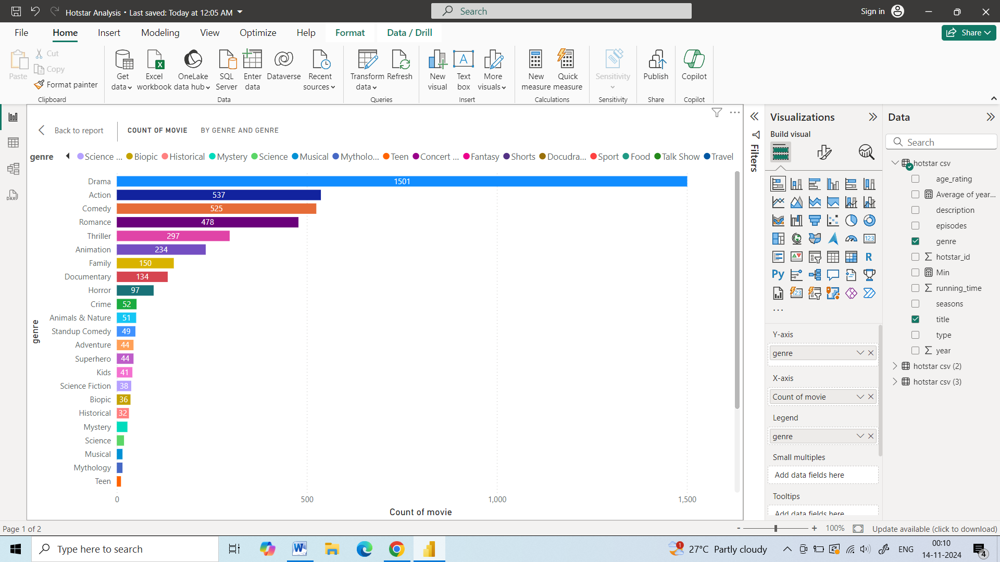 Hotstar Analysis • Last saved: Today at 12:05 AM
Search
Sign in
File Home Insert Modeling View Optimize Help Format Data / Drill
Share
Paste
Cut
Copy
Format painter
Clipboard
Get data
Excel workbook
OneLake data hub
SQL Server
Enter data
Dataverse
Recent sources
Data
Transform data
Refresh
Queries
New visual
Text box
More visuals
Insert
New measure
Quick measure
Calculations
Sensitivity
Sensitivity
Publish
Share
Copilot
Copilot
Back to report
COUNT OF MOVIE BY GENRE AND GENRE
genre Science ... Biopic Historical Mystery Science Musical Mytholo... Teen Concert ... Fantasy Shorts Docudra... Sport Food Talk Show Travel
genre
Drama 1501
Action 537
Comedy 525
Romance 478
Thriller 297
Animation 234
Family 150
Documentary 134
Horror 97
Crime 52
Animals & Nature 51
Standup Comedy 49
Adventure 44
Superhero 44
Kids 41
Science Fiction 38
Biopic 36
Historical 32
Mystery
Science
Musical
Mythology
Teen
0 500 1,000 1,500
Count of movie
Filters
Visualizations
Build visual
123
R
Py
123
...
Y-axis
genre
X-axis
Count of movie
Legend
genre
Small multiples
Add data fields here
Tooltips
Add data fields here
Data
Search
hotstar csv
age_rating
Average of year...
description
episodes
genre
hotstar_id
Min
running_time
seasons
title
type
year
hotstar csv (2)
hotstar csv (3)
DAX
Page 1 of 2
- + 100%
Update available (click to download)
Type here to search
1
27°C Partly cloudy
ENG
00:10
14-11-2024
4